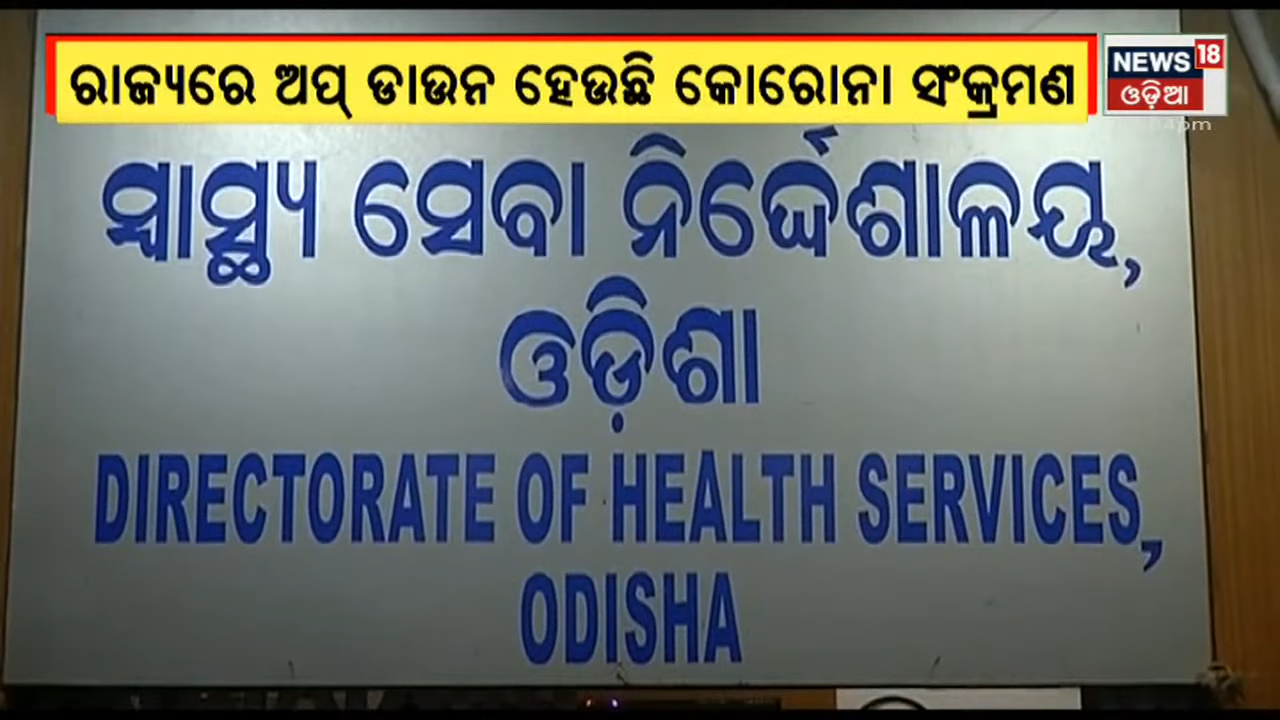 ରାଜ୍ୟରେ ଅପ୍ ଡାଉନ ହେଉଛି କୋରୋନା ସଂକ୍ରମଣ
NEWS 18
ଓଡ଼ିଆ
ସ୍ୱାସ୍ଥ୍ୟ ସେବା ନିର୍ଦ୍ଦେଶାଳୟ,
ଓଡ଼ିଶା
DIRECTORATE OF HEALTH SERVICES,
ODISHA